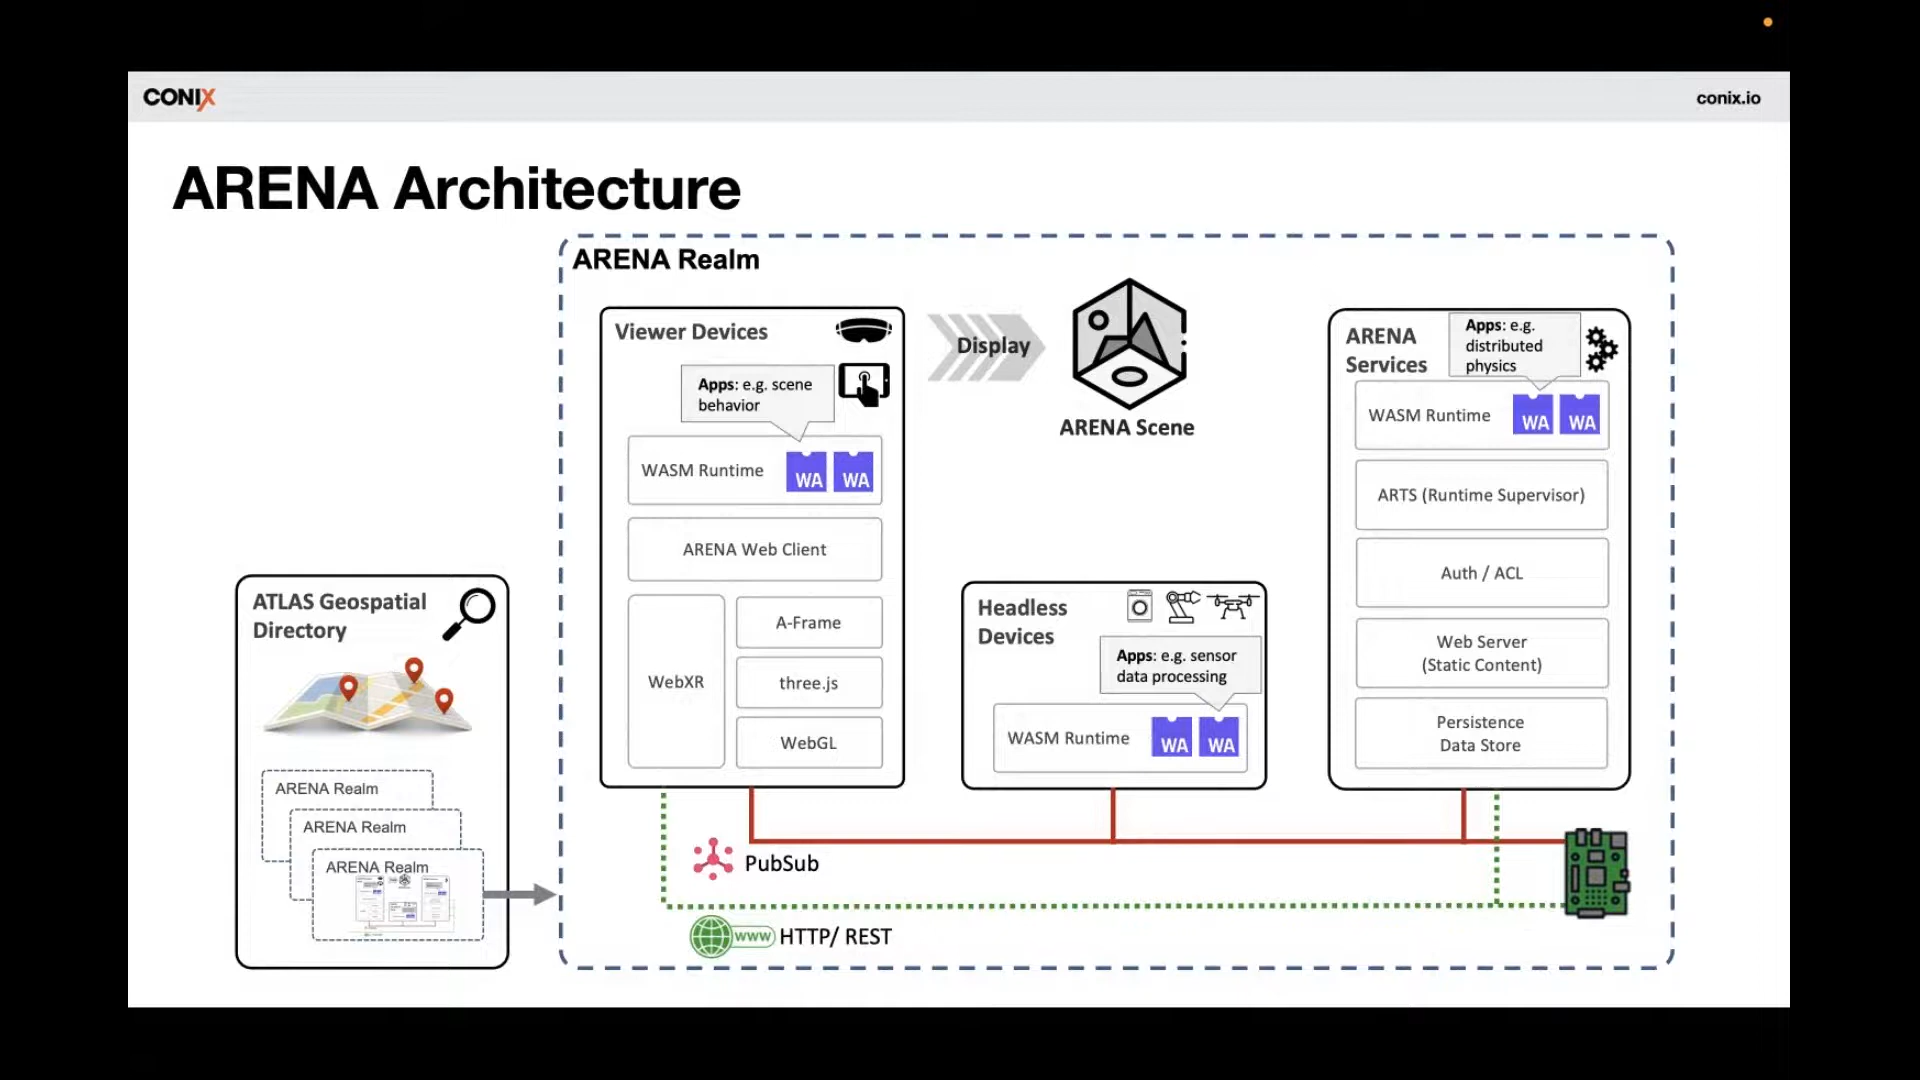 CONIX
conix.io
ARENA Architecture
ARENA Realm
Viewer Devices
Apps: e.g. scene
behavior
WASM Runtime
WA
WA
ARENA Web Client
WebXR
A-Frame
three.js
WebGL
Display
ARENA Scene
ARENA
Services
Apps: e.g.
distributed
physics
WASM Runtime
WA
WA
ARTS (Runtime Supervisor)
Auth / ACL
Web Server
(Static Content)
Persistence
Data Store
Headless
Devices
Apps: e.g. sensor
data processing
WASM Runtime
WA
WA
ATLAS Geospatial
Directory
ARENA Realm
ARENA Realm
ARENA Realm
PubSub
www
HTTP/ REST